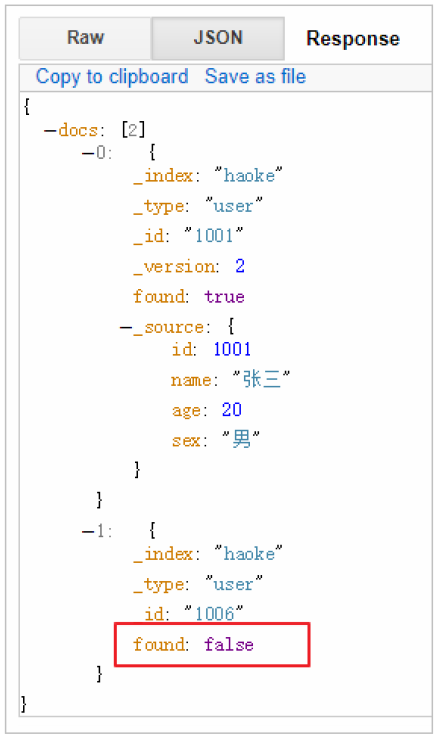 Raw JSON Response
Copy to clipboard Save as file
{
−docs: [2]
−0: {
_index: "haoke"
_type: "user"
_id: "1001"
_version: 2
found: true
−_source: {
id: 1001
name: "张三"
age: 20
sex: "男"
}
}
−1: {
_index: "haoke"
_type: "user"
_id: "1006"
found: false
}
}